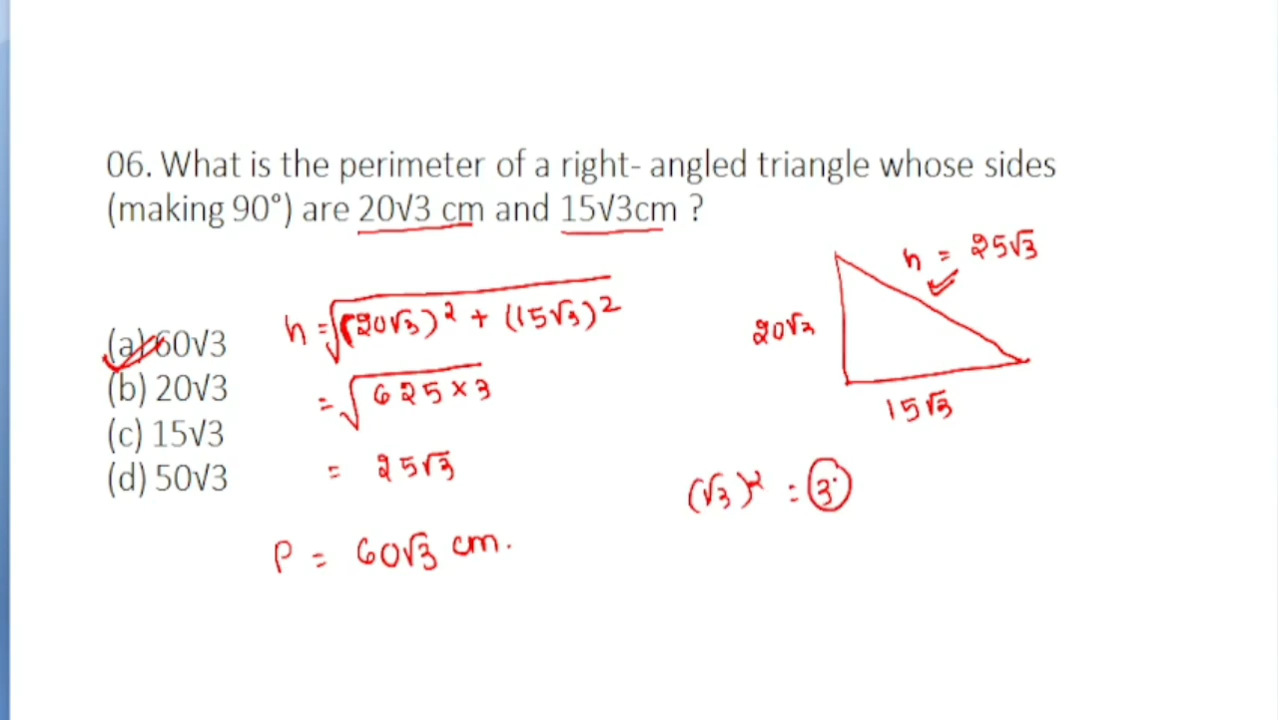 06. What is the perimeter of a right- angled triangle whose sides
(making 90°) are 20√3 cm and 15√3cm ?
h = 25√3
(a) 60√3
h = √(20√3)² + (15√3)²
20√3
(b) 20√3
= √625 × 3
15√3
(c) 15√3
(d) 50√3
= 25√3
(√3)² = 3
P = 60√3 cm.